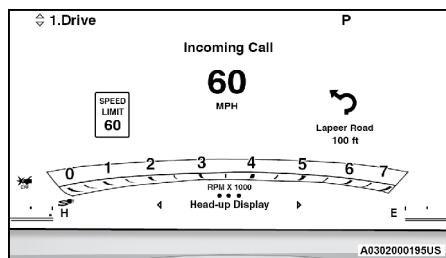 1.Drive P
Incoming Call
60
MPH
SPEED
LIMIT
60
Lapeer Road
100 ft
0 1 2 3 4 5 6 7
RPM X 1000
H Head-up Display E
A0302000195US